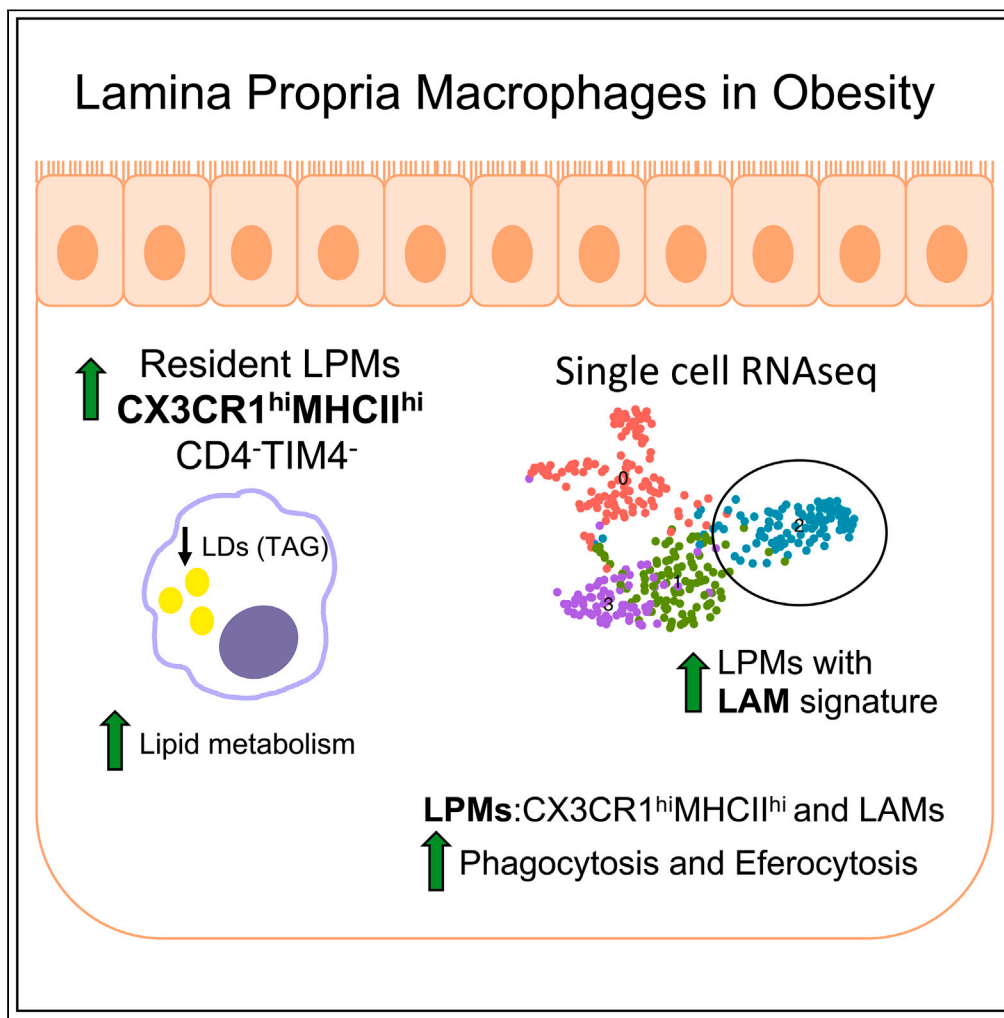 Lamina Propria Macrophages in Obesity
Resident LPMs
CX3CR1ʰⁱMHCIIʰⁱ
CD4⁻TIM4⁻
LDs (TAG)
Lipid metabolism
Single cell RNAseq
0
2
1
3
LPMs with
LAM signature
LPMs:CX3CR1ʰⁱMHCIIʰⁱ and LAMs
Phagocytosis and Eferocytosis